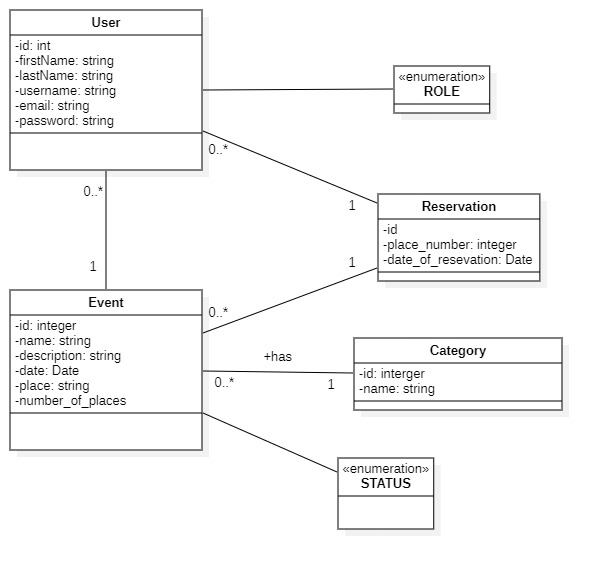 User
-id: int
-firstName: string
-lastName: string
-username: string
-email: string
-password: string
«enumeration»
ROLE
0..*
1
0..*
1
Reservation
-id
-place_number: integer
-date_of_resevation: Date
1
0..*
Event
-id: integer
-name: string
-description: string
-date: Date
-place: string
-number_of_places
+has
0..*
1
Category
-id: interger
-name: string
«enumeration»
STATUS